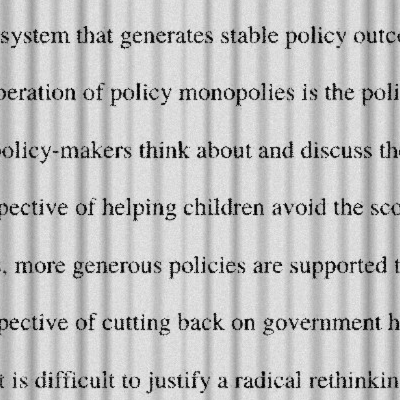 system that generates stable policy outc
peration of policy monopolies is the poli
policy-makers think about and discuss th
pective of helping children avoid the sco
, more generous policies are supported t
pective of cutting back on government h
t is difficult to justify a radical rethinkin